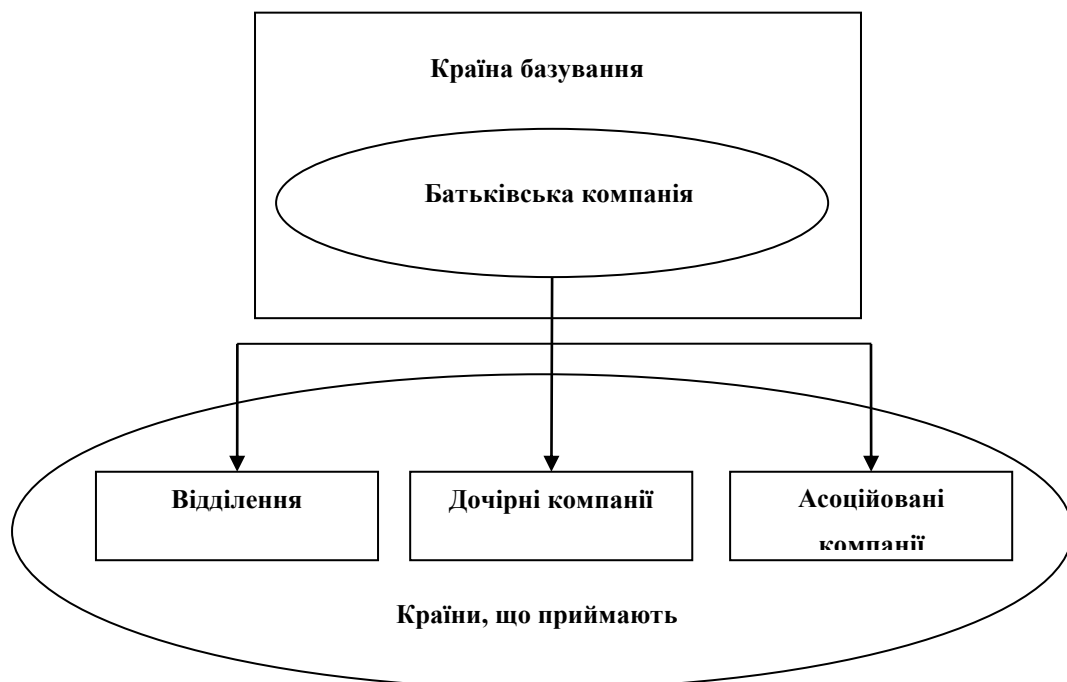 Країна базування
Батьківська компанія
Відділення
Дочірні компанії
Асоційовані
компанії
Країни, що приймають